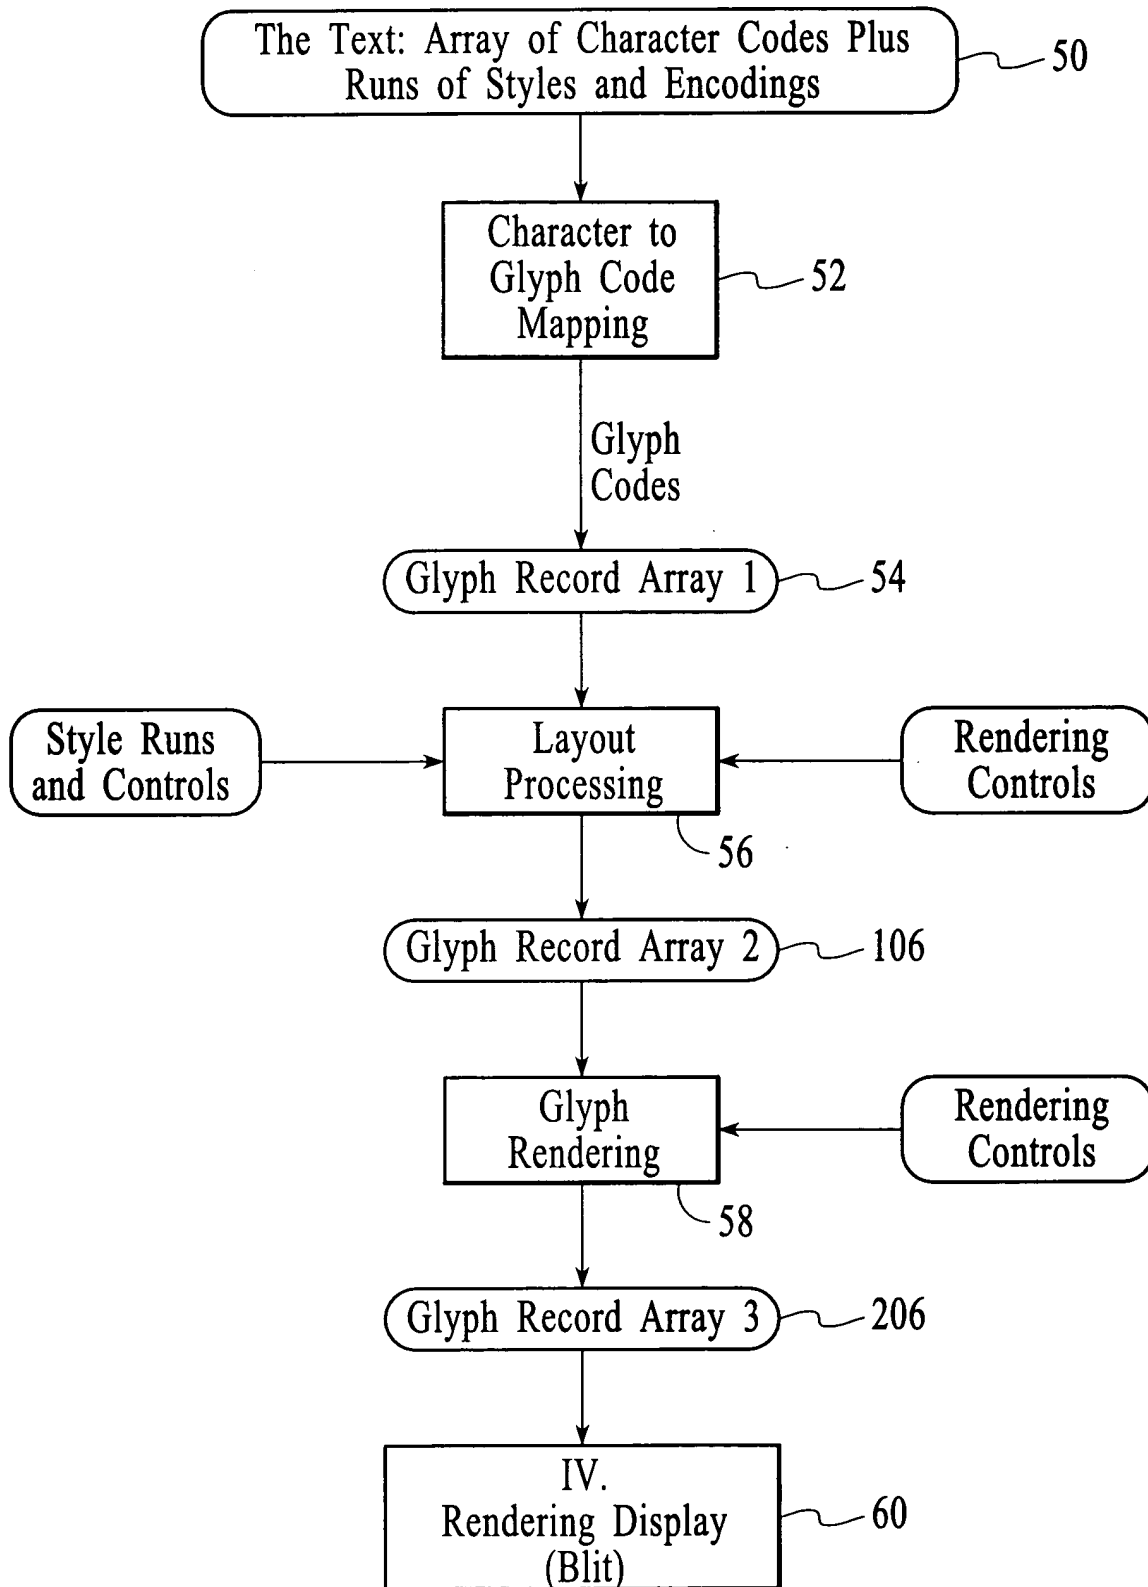 The Text: Array of Character Codes Plus
Runs of Styles and Encodings
50
Character to
Glyph Code
Mapping
52
Glyph
Codes
Glyph Record Array 1
54
Style Runs
and Controls
Layout
Processing
Rendering
Controls
56
Glyph Record Array 2
106
Glyph
Rendering
Rendering
Controls
58
Glyph Record Array 3
206
IV.
Rendering Display
(Blit)
60